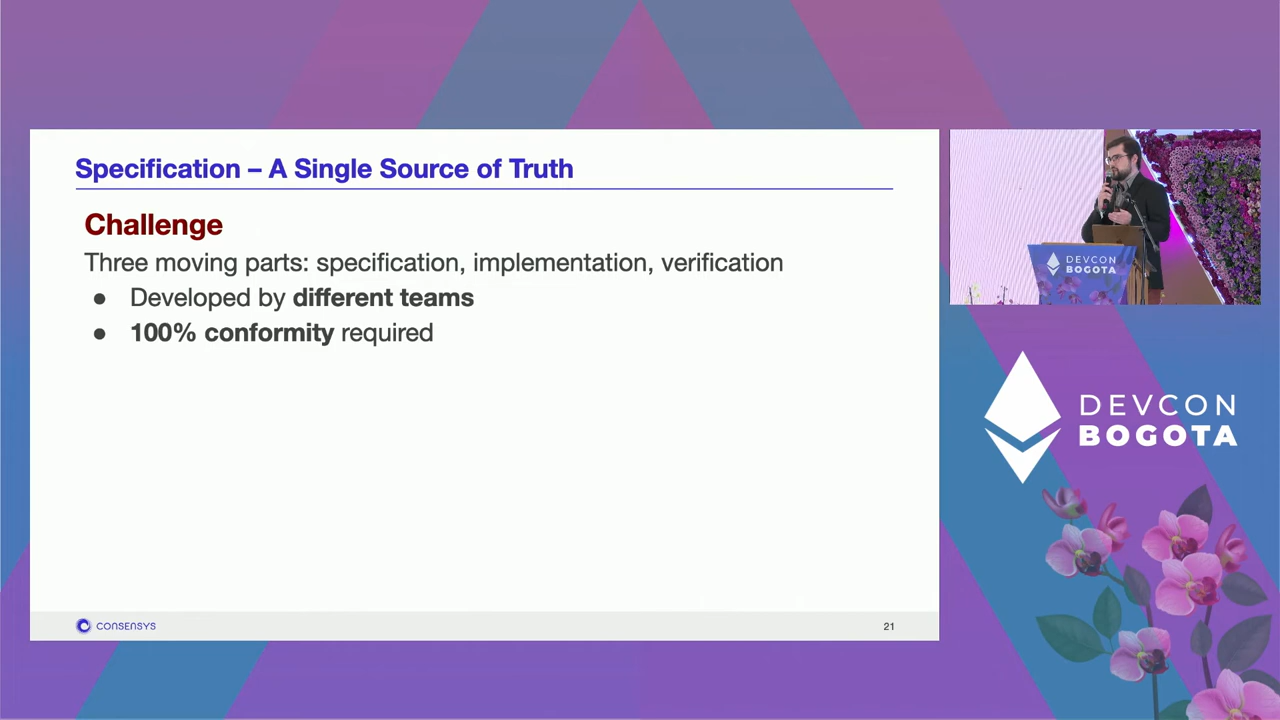 Specification – A Single Source of Truth
Challenge
Three moving parts: specification, implementation, verification
● Developed by different teams
● 100% conformity required
CONSENSYS
21
DEVCON
BOGOTA
DEVCON
BOGOTA